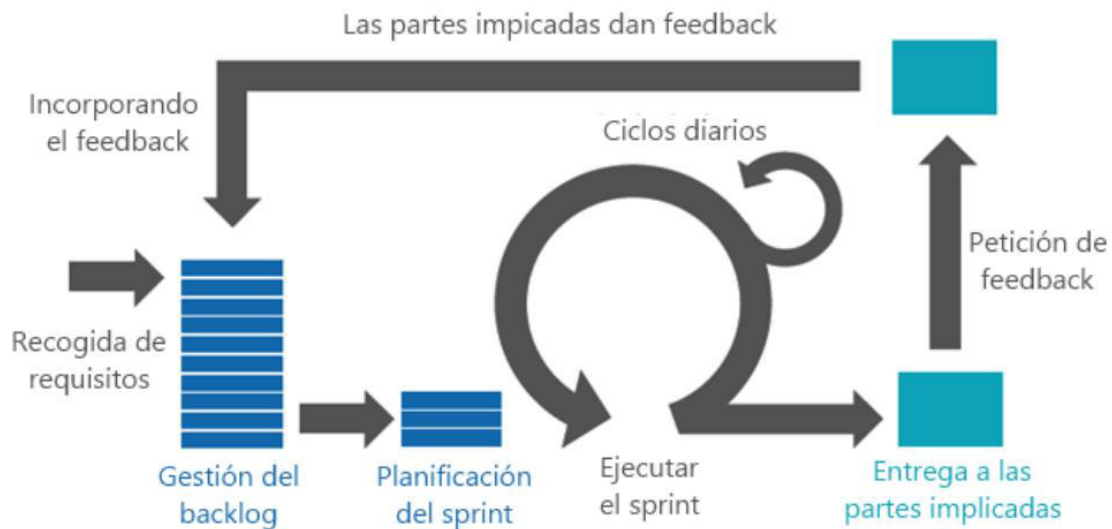 Las partes impicadas dan feedback
Incorporando
el feedback
Ciclos diarios
Petición de
feedback
Recogida de
requisitos
Gestión del
backlog
Planificación
del sprint
Ejecutar
el sprint
Entrega a las
partes implicadas